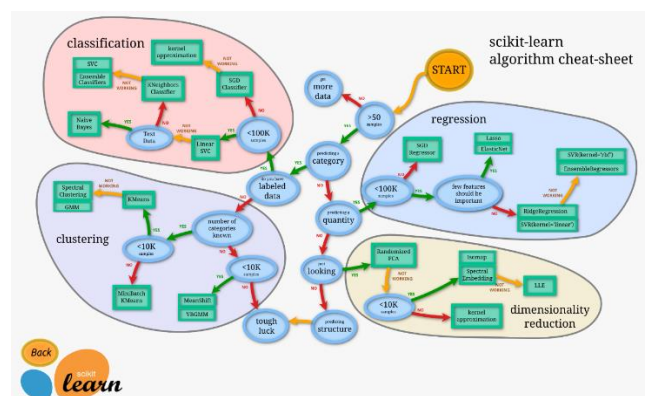 scikit-learn
algorithm cheat-sheet
classification
kernel
approximation
NOT
WORKING
SVC
Ensemble
Classifiers
NOT
WORKING
KNeighbors
Classifier
SGD
Classifier
NO
YES
NO
Naive
Bayes
YES
Text
Data
NOT
WORKING
Linear
SVC
YES
<100K
samples
START
get
more
data
NO
>50
samples
YES
predicting a
category
YES
do you have
labeled
data
YES
NO
NO
predicting a
quantity
YES
NO
just
looking
YES
NO
predicting
structure
tough
luck
regression
SGD
Regressor
NO
<100K
samples
YES
Lasso
ElasticNet
YES
few features
should be
important
NO
SVR(kernel='rbf')
EnsembleRegressors
NOT
WORKING
RidgeRegression
SVR(kernel='linear')
clustering
Spectral
Clustering
GMM
NOT
WORKING
KMeans
YES
<10K
samples
NO
MiniBatch
KMeans
YES
number of
categories
known
NO
<10K
samples
YES
NO
MeanShift
VBGMM
Randomized
PCA
NOT
WORKING
<10K
samples
YES
NO
Isomap
Spectral
Embedding
NOT
WORKING
LLE
kernel
approximation
dimensionality
reduction
Back
scikit
learn